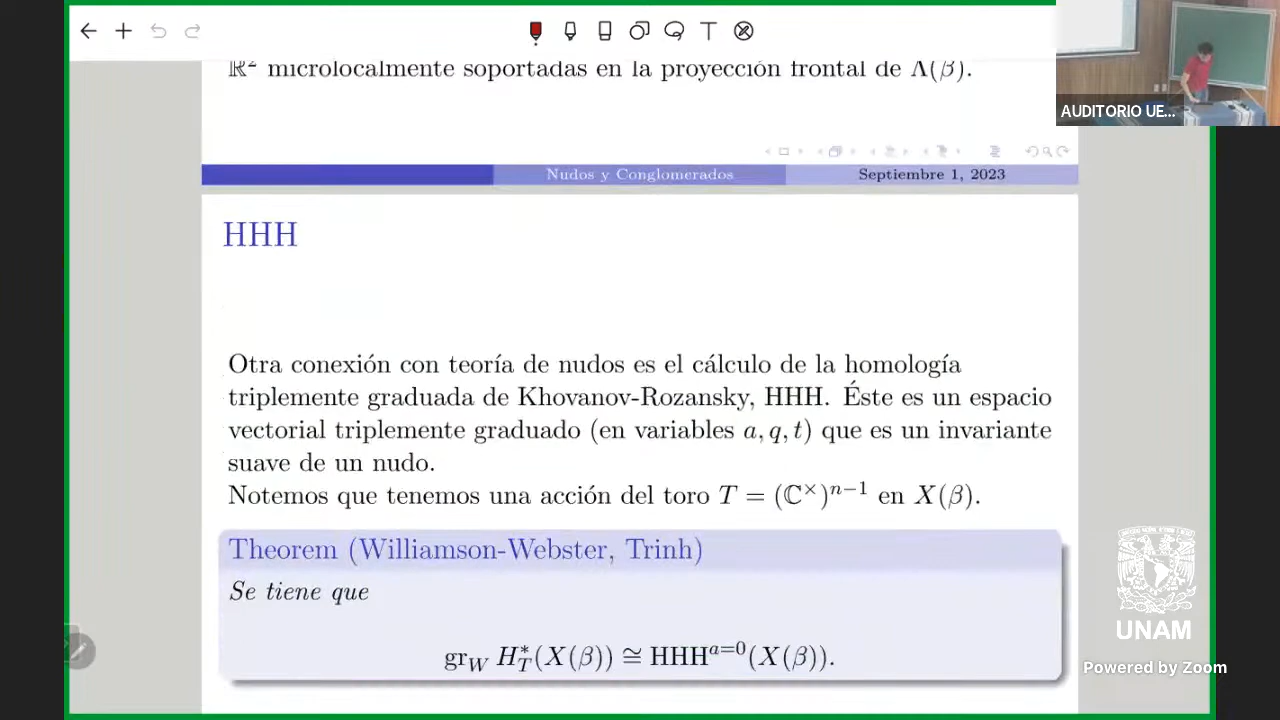 ℝ² microlocalmente soportadas en la proyección frontal de Λ(β).
AUDITORIO UE...
Nudos y Conglomerados
Septiembre 1, 2023
HHH
Otra conexión con teoría de nudos es el cálculo de la homología
triplemente graduada de Khovanov-Rozansky, HHH. Éste es un espacio
vectorial triplemente graduado (en variables a, q, t) que es un invariante
suave de un nudo.
Notemos que tenemos una acción del toro T = (ℂ^×)^{n−1} en X(β).
Theorem (Williamson-Webster, Trinh)
Se tiene que
gr_W H_T^*(X(β)) ≅ HHH^{a=0}(X(β)).
UNAM
Powered by Zoom